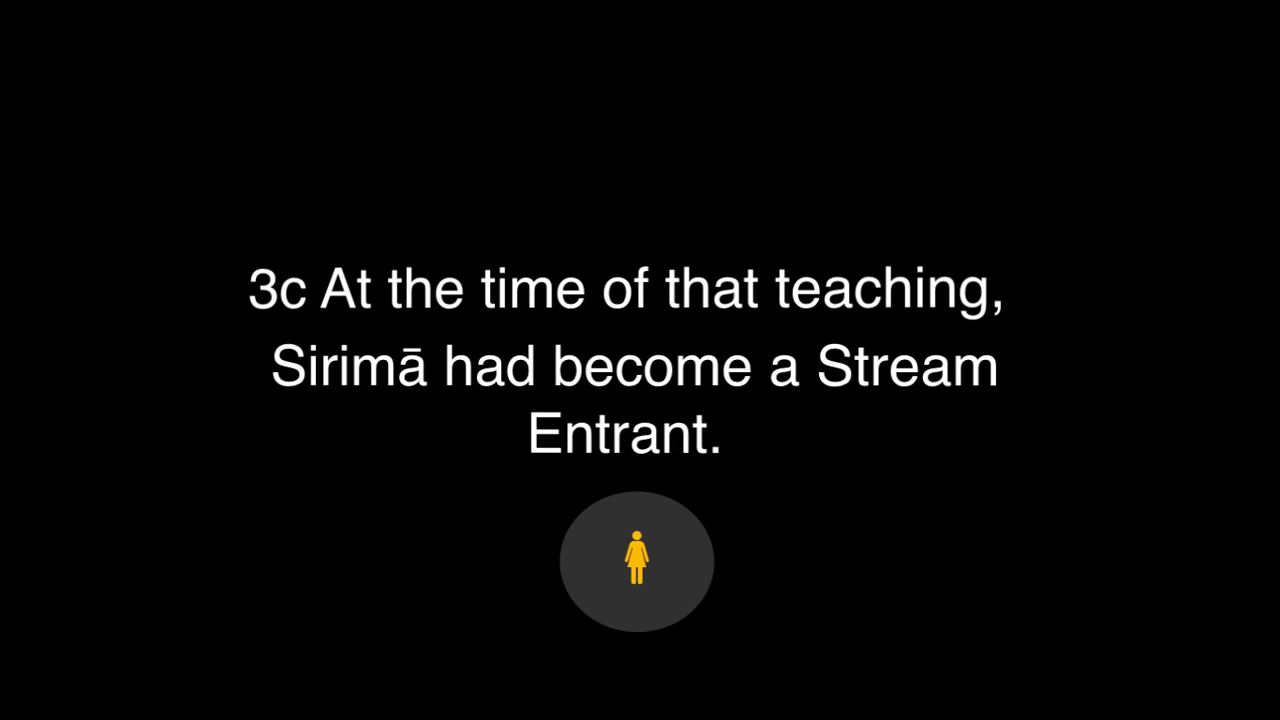 3c At the time of that teaching,
Sirimā had become a Stream
Entrant.